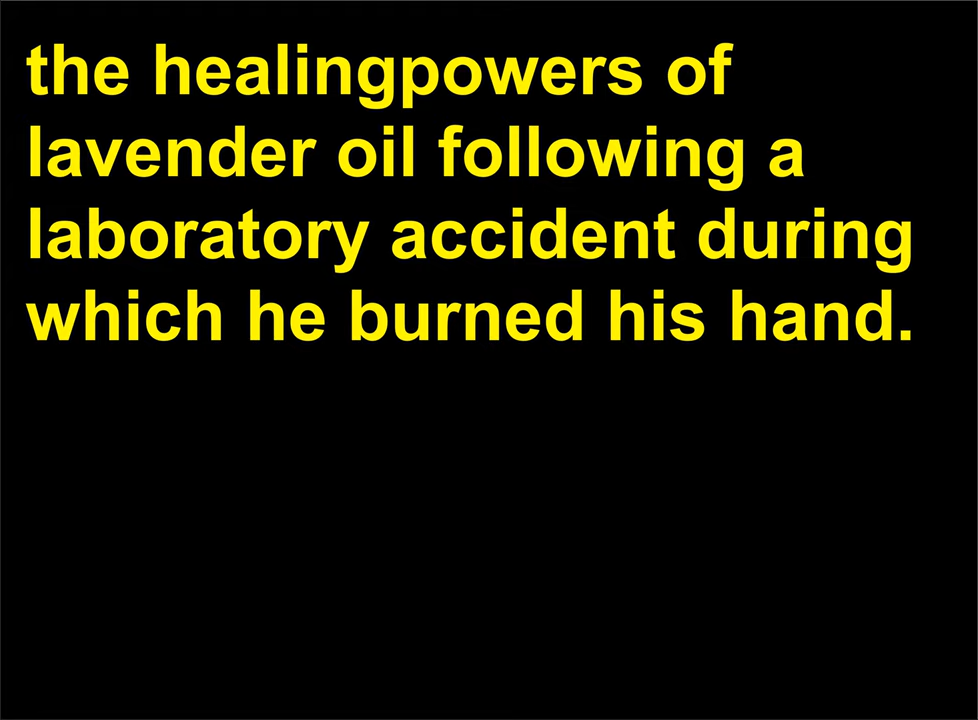 the healingpowers of
lavender oil following a
laboratory accident during
which he burned his hand.